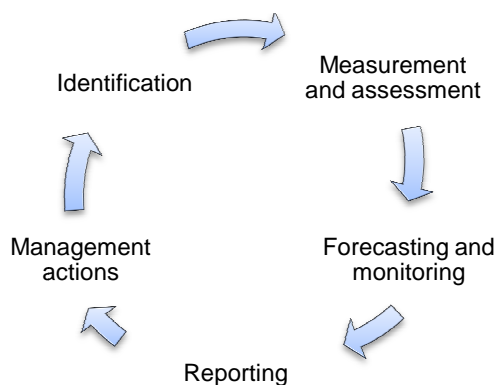 Identification
Measurement
and assessment
Forecasting and
monitoring
Reporting
Management
actions